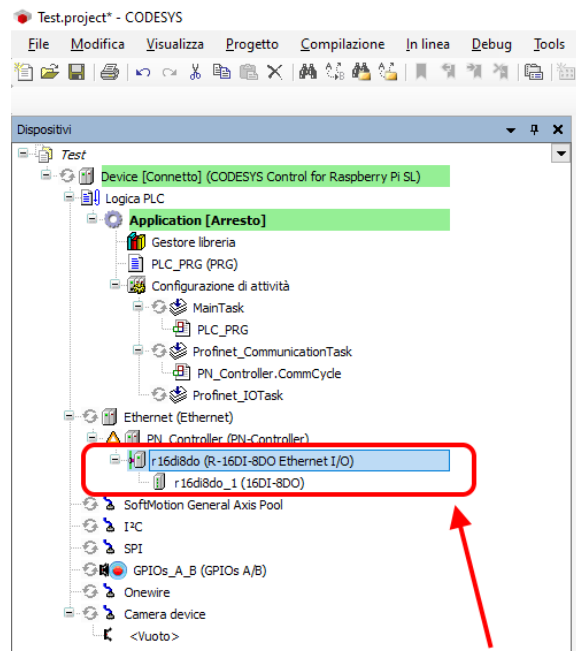 Test.project* - CODESYS
File Modifica Visualizza Progetto Compilazione In linea Debug Tools
Dispositivi
Test
Device [Connetto] (CODESYS Control for Raspberry Pi SL)
Logica PLC
Application [Arresto]
Gestore libreria
PLC_PRG (PRG)
Configurazione di attività
MainTask
PLC_PRG
Profinet_CommunicationTask
PN_Controller.CommCycle
Profinet_IOTask
Ethernet (Ethernet)
PN_Controller (PN-Controller)
r16di8do (R-16DI-8DO Ethernet I/O)
r16di8do_1 (16DI-8DO)
SoftMotion General Axis Pool
I²C
SPI
GPIOs_A_B (GPIOs A/B)
Onewire
Camera device
<Vuoto>